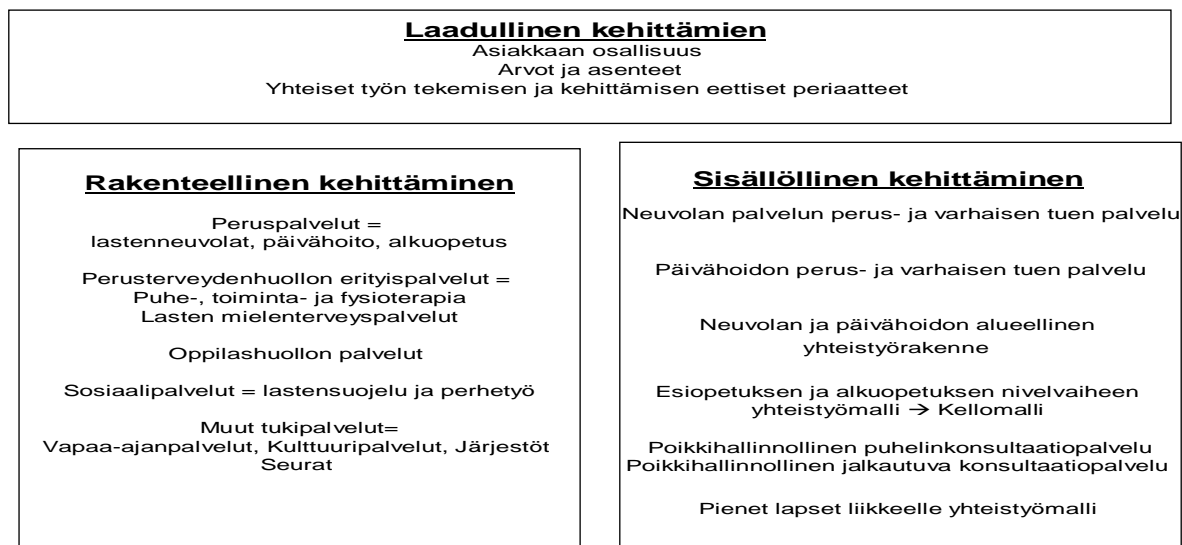 Laadullinen kehittämien
Asiakkaan osallisuus
Arvot ja asenteet
Yhteiset työn tekemisen ja kehittämisen eettiset periaatteet
Rakenteellinen kehittäminen
Peruspalvelut =
lastenneuvolat, päivähoito, alkuopetus
Perusterveydenhuollon erityispalvelut =
Puhe-, toiminta- ja fysioterapia
Lasten mielenterveyspalvelut
Oppilashuollon palvelut
Sosiaalipalvelut = lastensuojelu ja perhetyö
Muut tukipalvelut=
Vapaa-ajanpalvelut, Kulttuuripalvelut, Järjestöt
Seurat
Sisällöllinen kehittäminen
Neuvolan palvelun perus- ja varhaisen tuen palvelu
Päivähoidon perus- ja varhaisen tuen palvelu
Neuvolan ja päivähoidon alueellinen
yhteistyörakenne
Esiopetuksen ja alkuopetuksen nivelvaiheen
yhteistyömalli → Kellomalli
Poikkihallinnollinen puhelinkonsultaatiopalvelu
Poikkihallinnollinen jalkautuva konsultaatiopalvelu
Pienet lapset liikkeelle yhteistyömalli